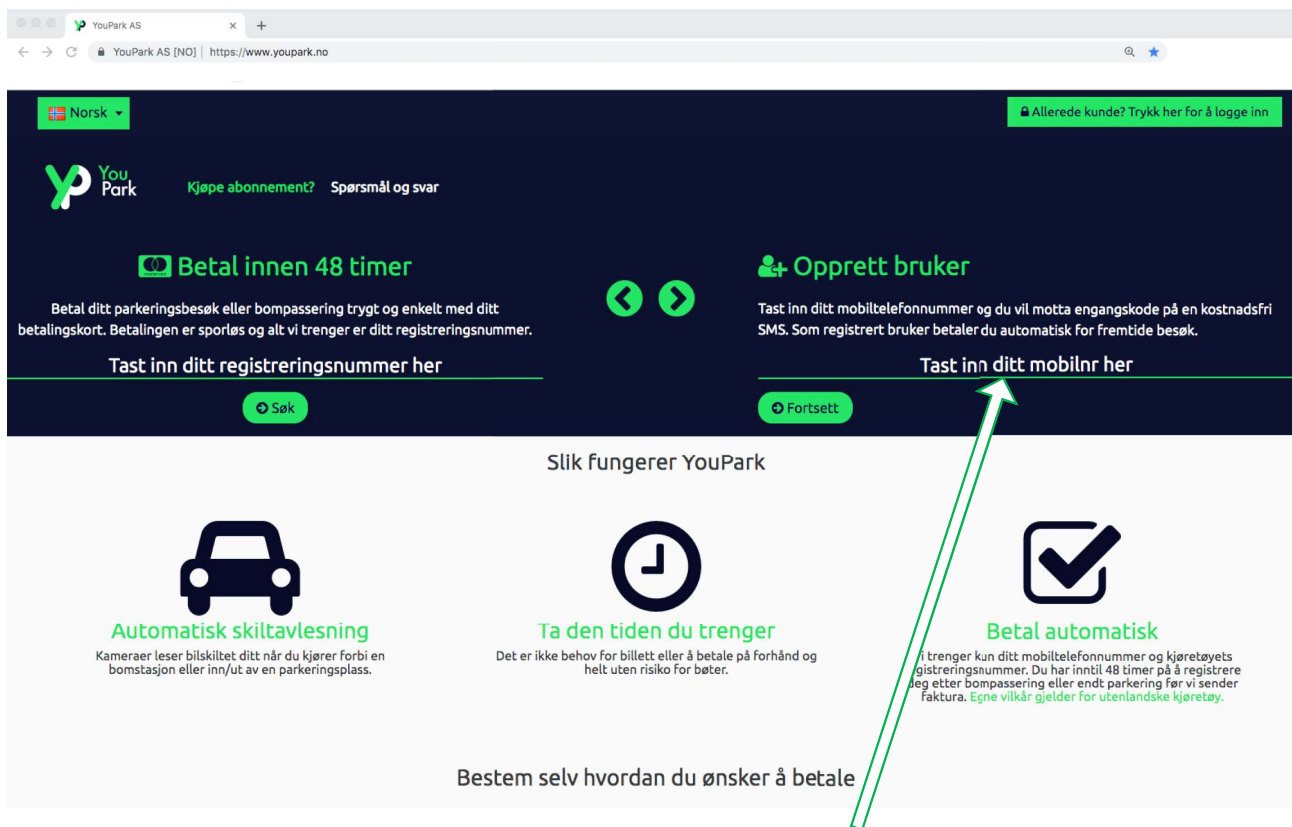 YouPark AS
YouPark AS [NO] | https://www.youpark.no
Norsk
Allerede kunde? Trykk her for å logge inn
You
Park
Kjøpe abonnement? Spørsmål og svar
Betal innen 48 timer
Betal ditt parkeringsbesøk eller bompassering trygt og enkelt med ditt
betalingskort. Betalingen er sporløs og alt vi trenger er ditt registreringsnummer.
Tast inn ditt registreringsnummer her
Søk
Opprett bruker
Tast inn ditt mobiltelefonnummer og du vil motta engangskode på en kostnadsfri
SMS. Som registrert bruker betaler du automatisk for fremtide besøk.
Tast inn ditt mobilnr her
Fortsett
Slik fungerer YouPark
Automatisk skiltavlesning
Kameraer leser bilskiltet ditt når du kjører forbi en
bomstasjon eller inn/ut av en parkeringsplass.
Ta den tiden du trenger
Det er ikke behov for billett eller å betale på forhånd og
helt uten risiko for bøter.
Betal automatisk
i trenger kun ditt mobiltelefonnummer og kjøretøyets
gistreringsnummer. Du har inntil 48 timer på å registrere
deg etter bompassering eller endt parkering før vi sender
faktura. Egne vilkår gjelder for utenlandske kjøretøy.
Bestem selv hvordan du ønsker å betale